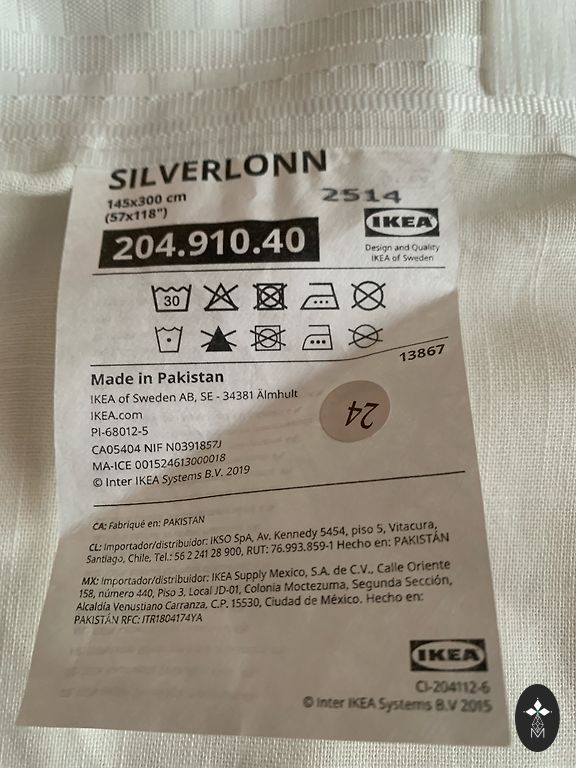 SILVERLÖNN
145x300 cm
(57x118")
2514
204.910.40
IKEA
Design and Quality
IKEA of Sweden
30
13867
Made in Pakistan
IKEA of Sweden AB, SE - 34381 Älmhult
IKEA.com
PI-68012-5
CA05404 NIF N0391857J
MA-ICE 001524613000018
© Inter IKEA Systems B.V. 2019
24
CA: Fabriqué en: PAKISTAN
CL: Importador/distribuidor: IKSO SpA, Av. Kennedy 5454, piso 5, Vitacura,
Santiago, Chile, Tel.: 56 2 241 28 900, RUT: 76.993.859-1 Hecho en: PAKISTÁN
MX: Importador/distribuidor: IKEA Supply Mexico, S.A. de C.V., Calle Oriente
158, número 440, Piso 3, Local JD-01, Colonia Moctezuma, Segunda Sección,
Alcaldía Venustiano Carranza, C.P. 15530, Ciudad de México. Hecho en:
PAKISTÁN RFC: ITR1804174YA
IKEA
CI-204112-6
© Inter IKEA Systems B.V 2015
M